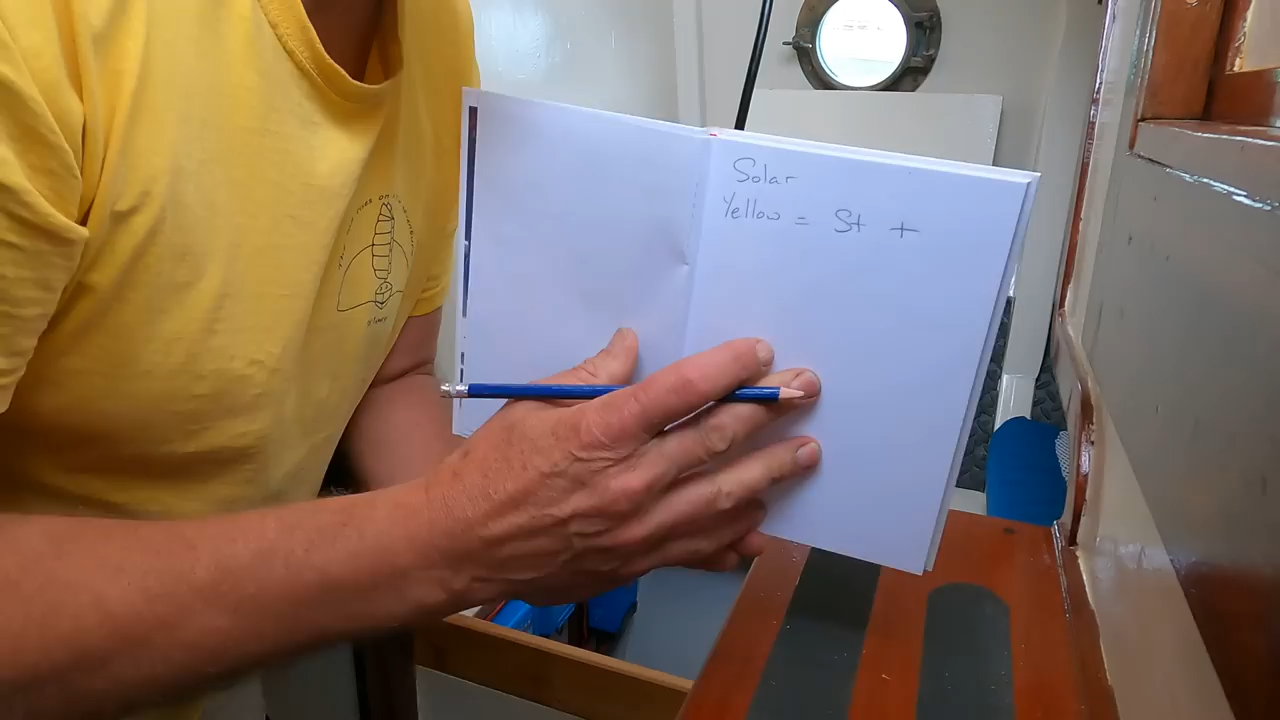 Solar
Yellow = St +